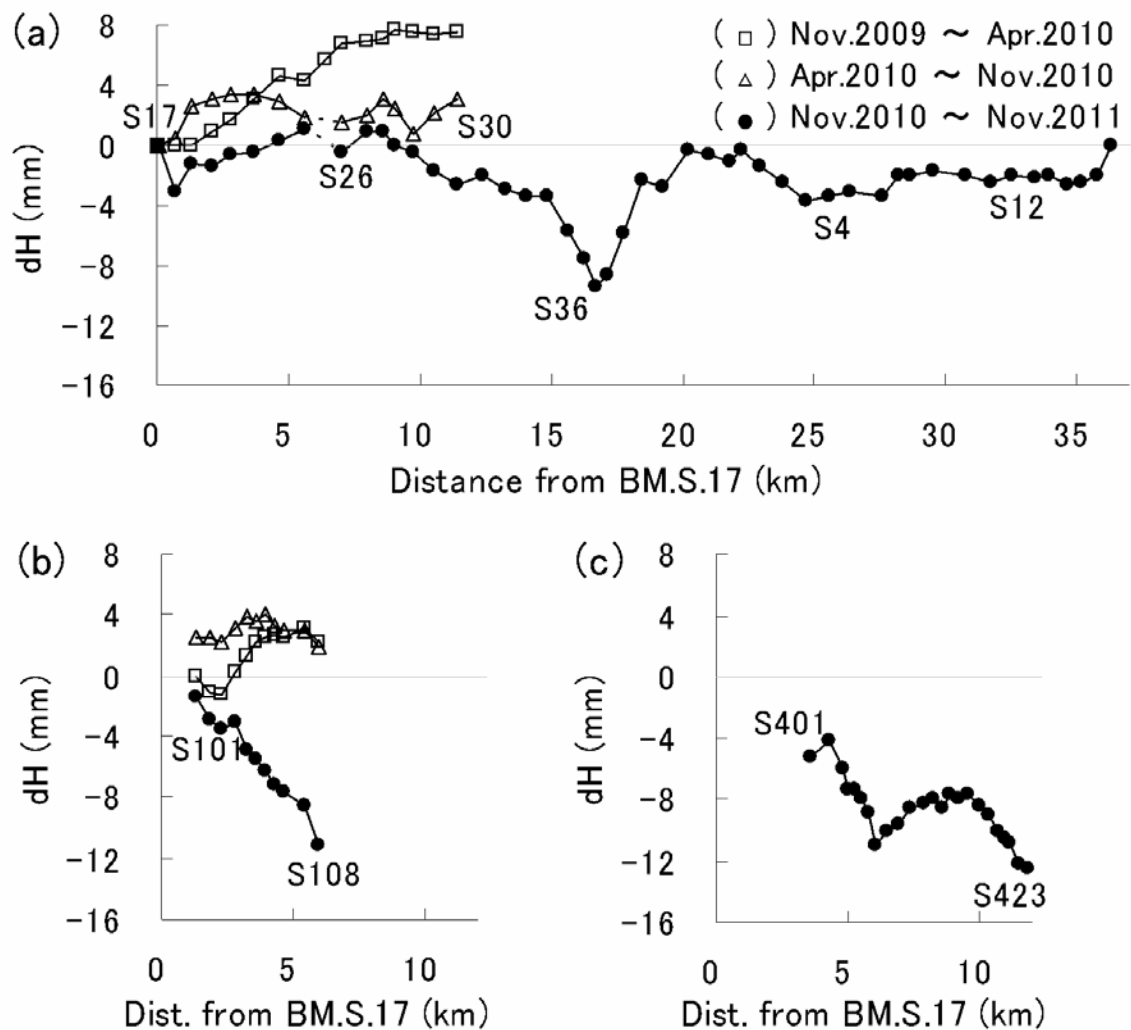 (a)
8
4
0
−4
−8
−12
−16
dH (mm)
(□) Nov.2009 ～ Apr.2010
(△) Apr.2010 ～ Nov.2010
(●) Nov.2010 ～ Nov.2011
S17
S26
S30
S36
S4
S12
0 5 10 15 20 25 30 35
Distance from BM.S.17 (km)
(b)
8
4
0
−4
−8
−12
−16
dH (mm)
S101
S108
0 5 10
Dist. from BM.S.17 (km)
(c)
8
4
0
−4
−8
−12
−16
dH (mm)
S401
S423
0 5 10
Dist. from BM.S.17 (km)